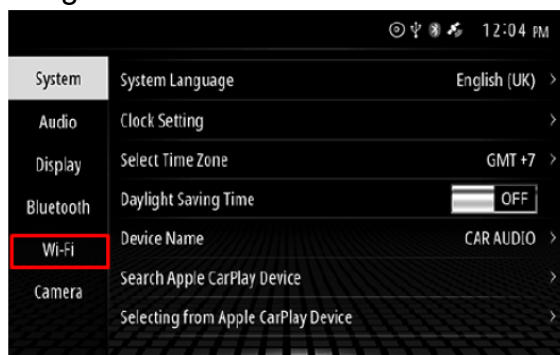 12:04 PM
System
Audio
Display
Bluetooth
Wi-Fi
Camera
System Language English (UK) >
Clock Setting >
Select Time Zone GMT +7 >
Daylight Saving Time OFF
Device Name CAR AUDIO >
Search Apple CarPlay Device >
Selecting from Apple CarPlay Device >